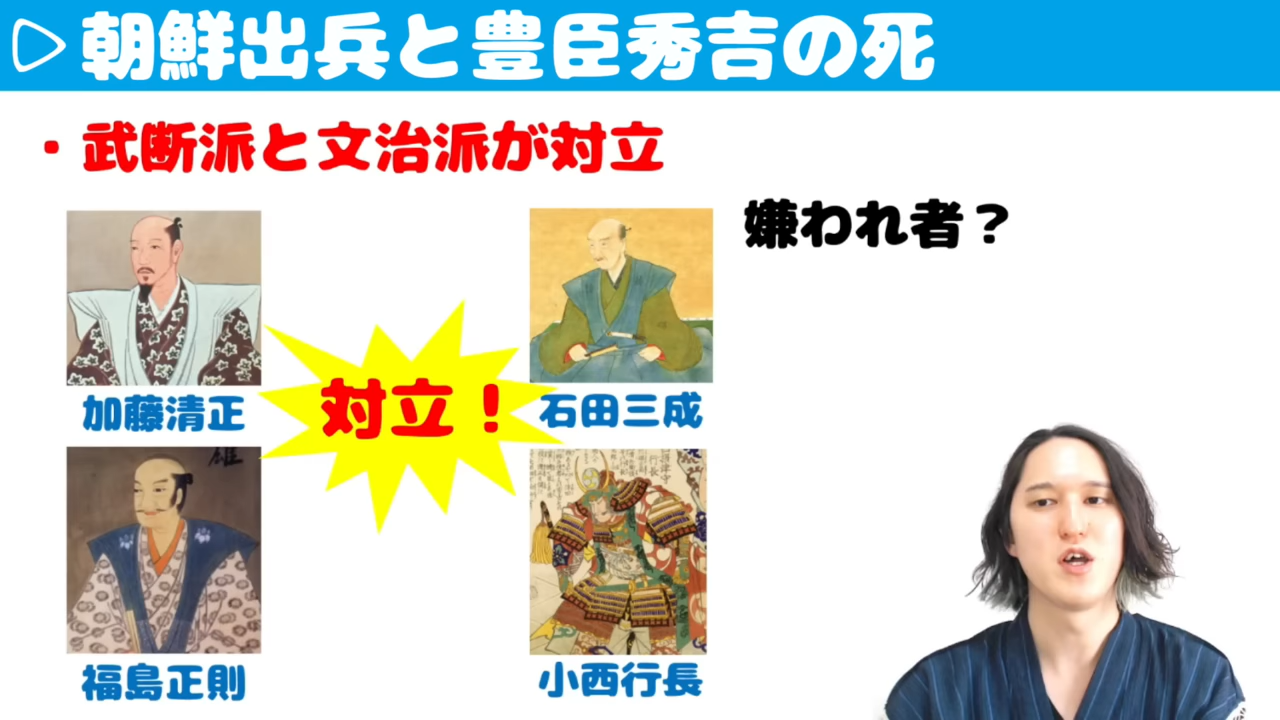 朝鮮出兵と豊臣秀吉の死
・武断派と文治派が対立
嫌われ者？
対立！
加藤清正
石田三成
福島正則
小西行長